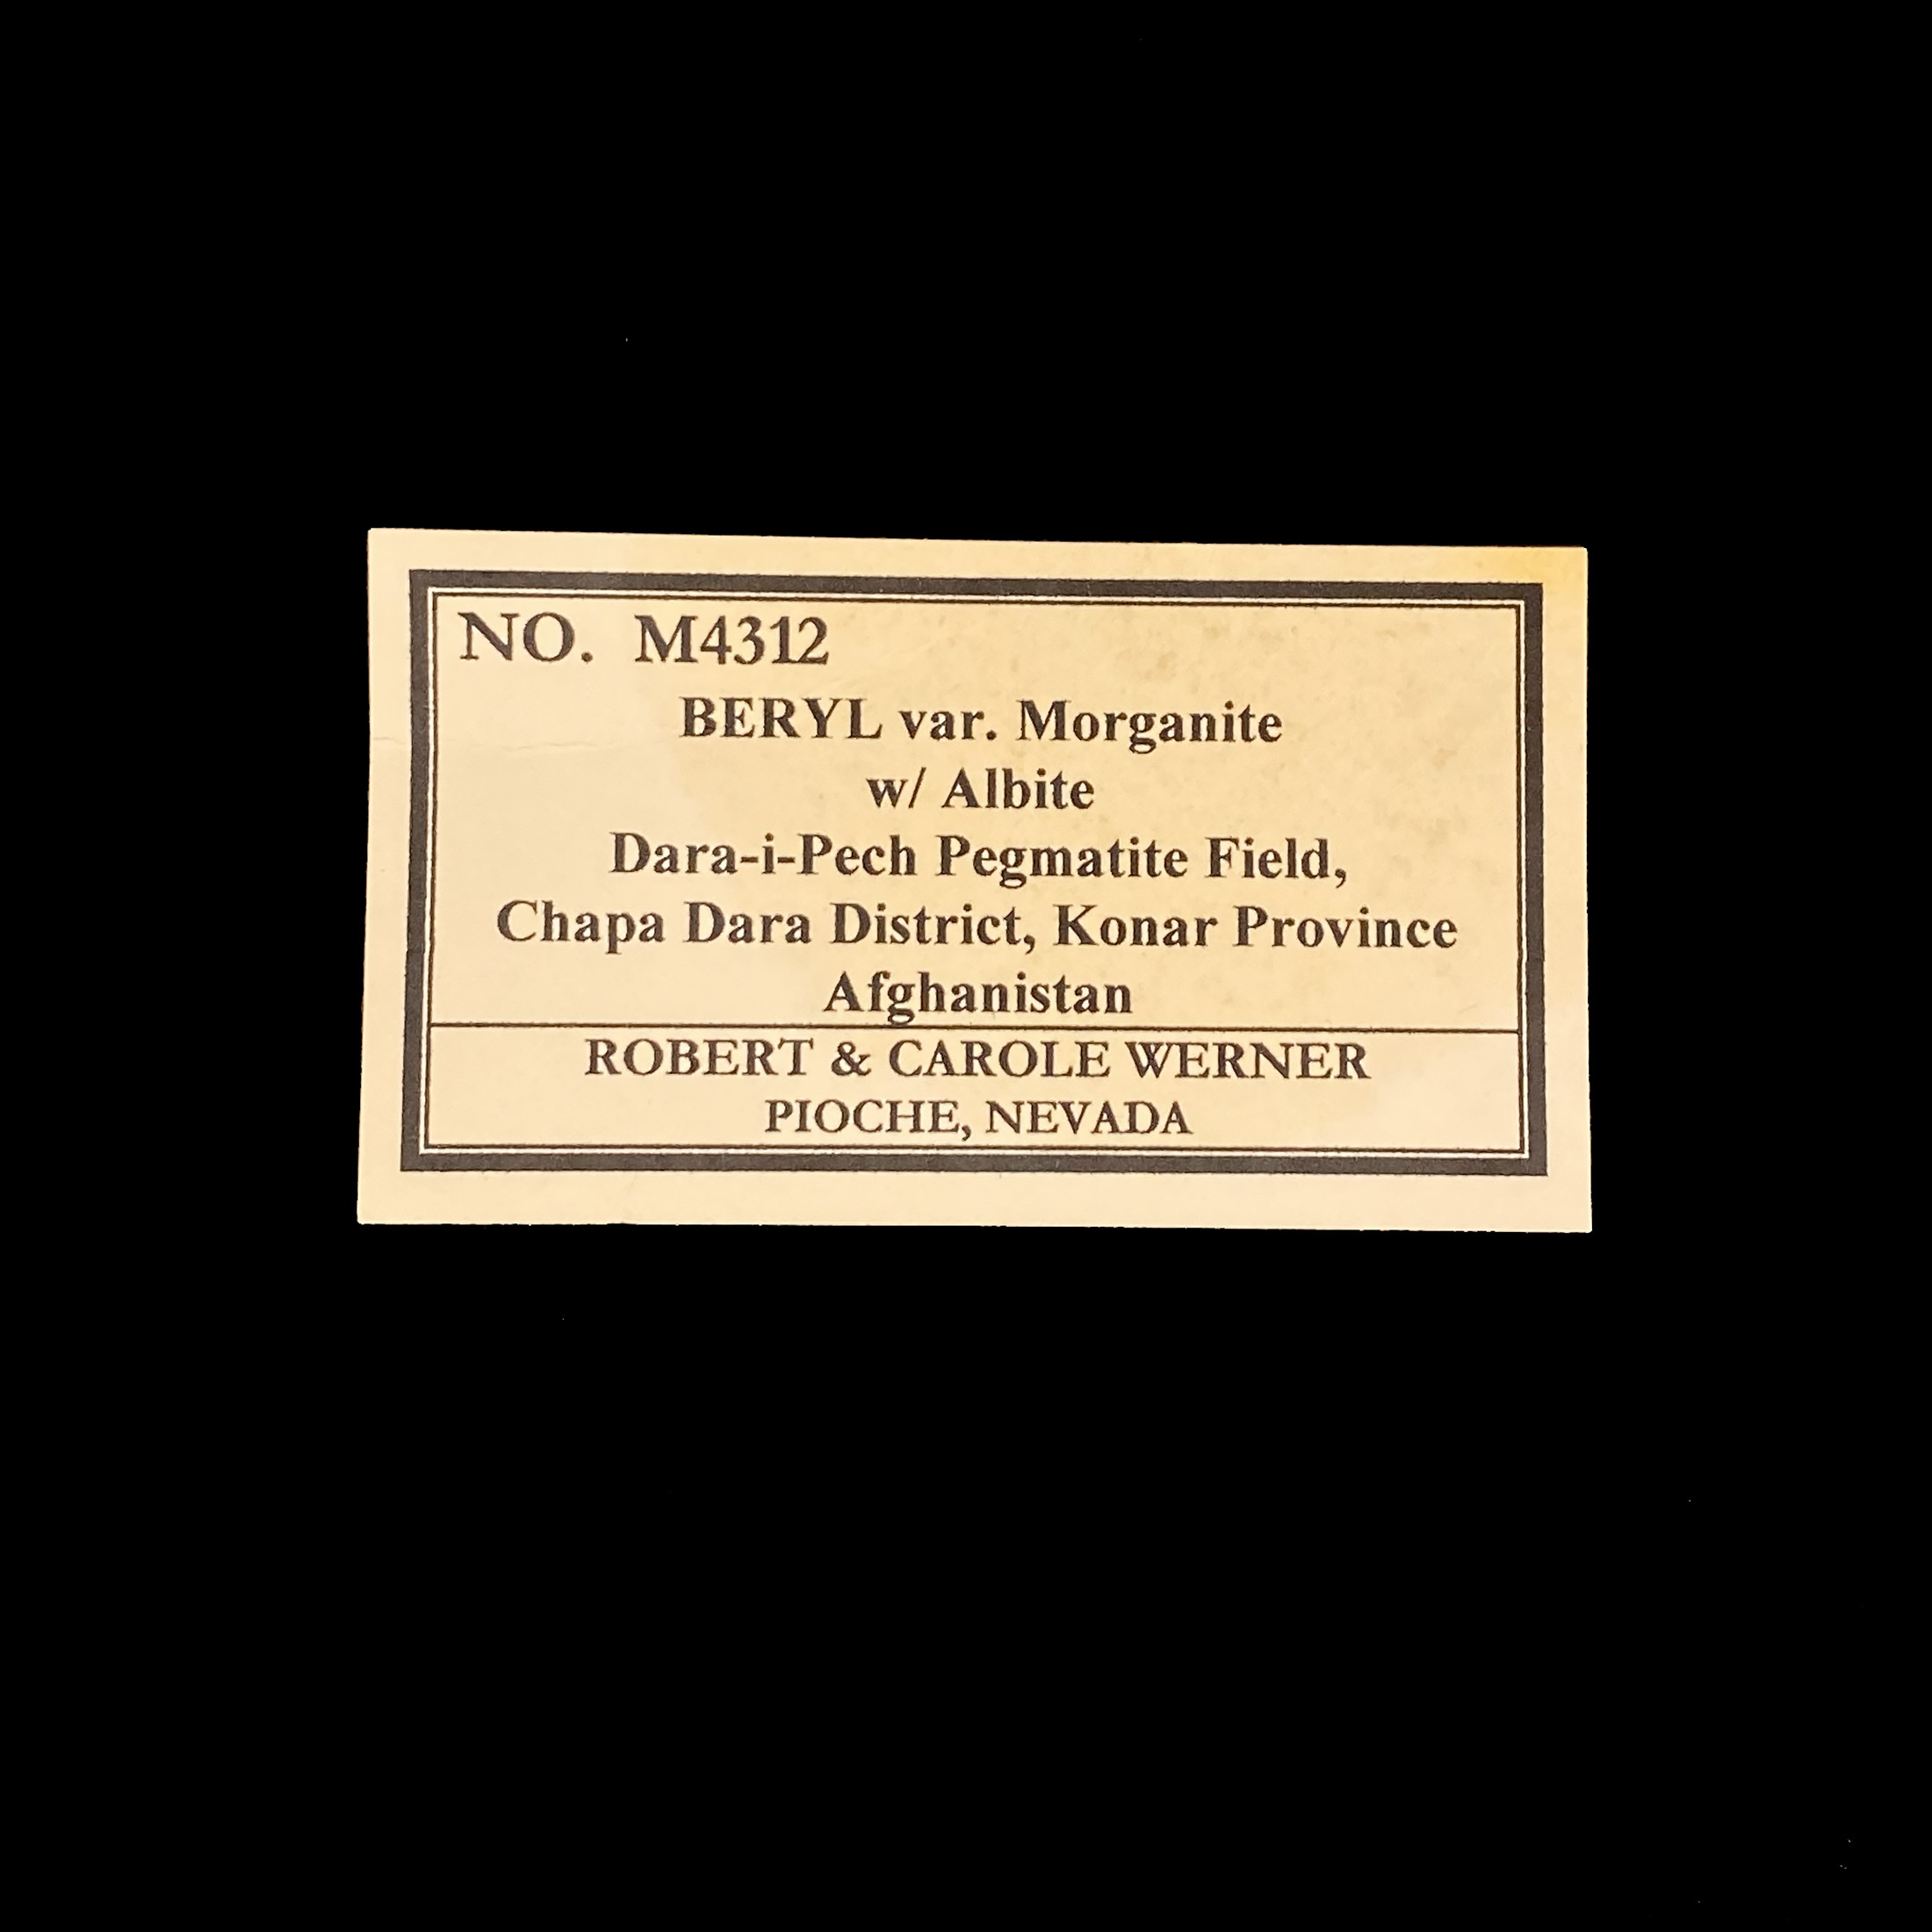 NO. M4312
BERYL var. Morganite
w/ Albite
Dara-i-Pech Pegmatite Field,
Chapa Dara District, Konar Province
Afghanistan
ROBERT & CAROLE WERNER
PIOCHE, NEVADA